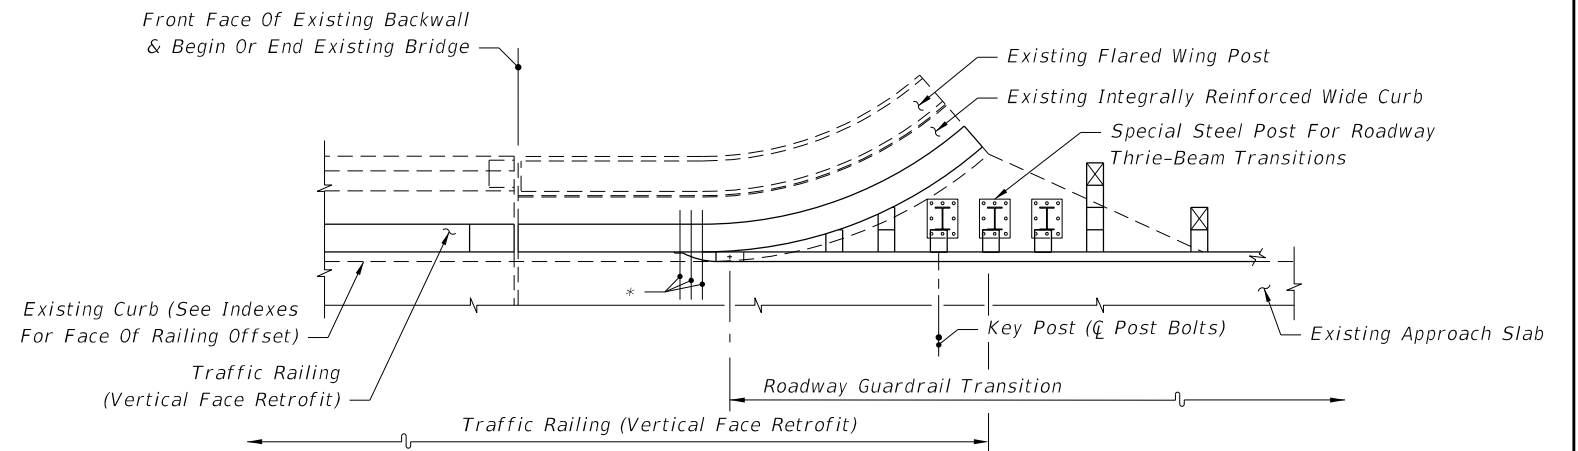 Front Face Of Existing Backwall
& Begin Or End Existing Bridge
Existing Flared Wing Post
Existing Integrally Reinforced Wide Curb
Special Steel Post For Roadway
Thrie-Beam Transitions
*
Existing Curb (See Indexes
For Face Of Railing Offset)
Key Post (℄ Post Bolts)
Existing Approach Slab
Traffic Railing
(Vertical Face Retrofit)
Roadway Guardrail Transition
Traffic Railing (Vertical Face Retrofit)